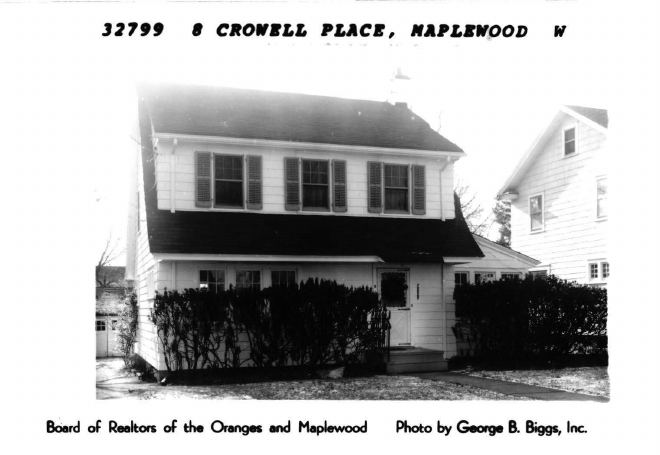 32799 8 CROWELL PLACE, MAPLEWOOD W
Board of Realtors of the Oranges and Maplewood Photo by George B. Biggs, Inc.